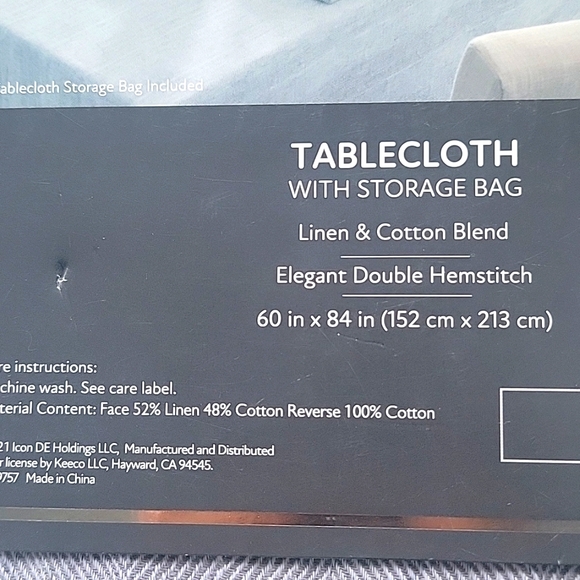 ablecloth Storage Bag Included
TABLECLOTH
WITH STORAGE BAG
Linen & Cotton Blend
Elegant Double Hemstitch
60 in x 84 in (152 cm x 213 cm)
re instructions:
chine wash. See care label.
terial Content: Face 52% Linen 48% Cotton Reverse 100% Cotton
21 Icon DE Holdings LLC, Manufactured and Distributed
r license by Keeco LLC, Hayward, CA 94545.
9757 Made in China